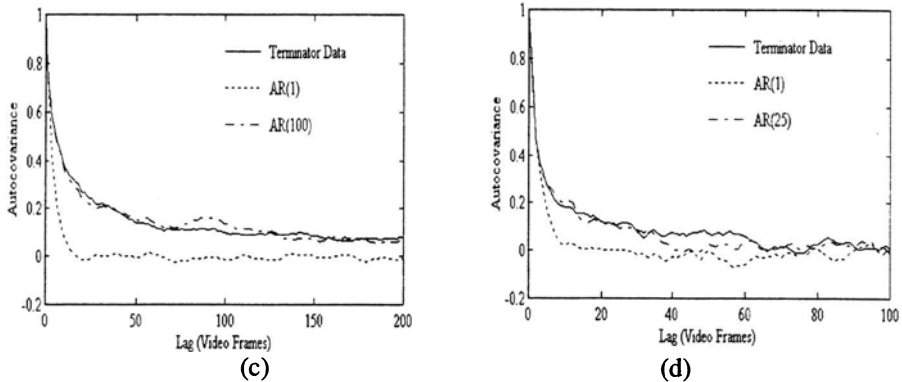 1
0.8
0.6
0.4
0.2
0
-0.2
Autocovariance
Terminator Data
AR(1)
AR(100)
0
50
100
150
200
Lag (Video Frames)
(c)
1
0.8
0.6
0.4
0.2
0
-0.2
Autocovariance
Terminator Data
AR(1)
AR(25)
0
20
40
60
80
100
Lag (Video Frames)
(d)